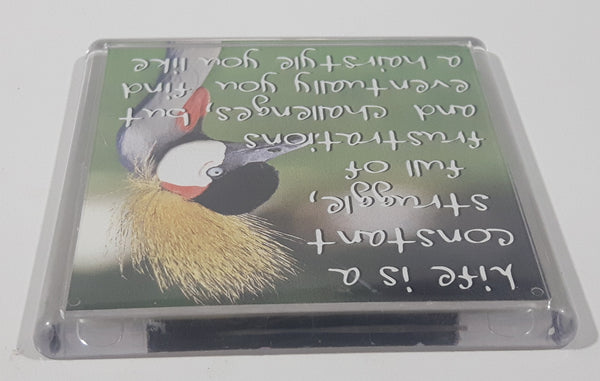 Life is a
constant
struggle,
full of
frustrations
and challenges, but
eventually you find
a hairstyle you like